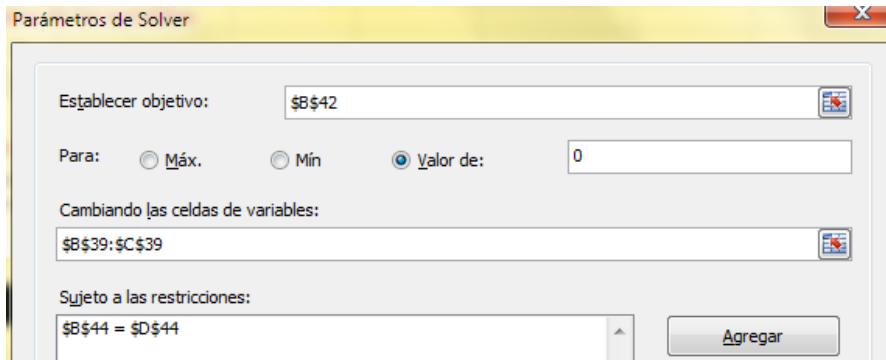 Parámetros de Solver
Establecer objetivo: $B$42
Para: Máx. Mín Valor de: 0
Cambiando las celdas de variables:
$B$39:$C$39
Sujeto a las restricciones:
$B$44 = $D$44
Agregar